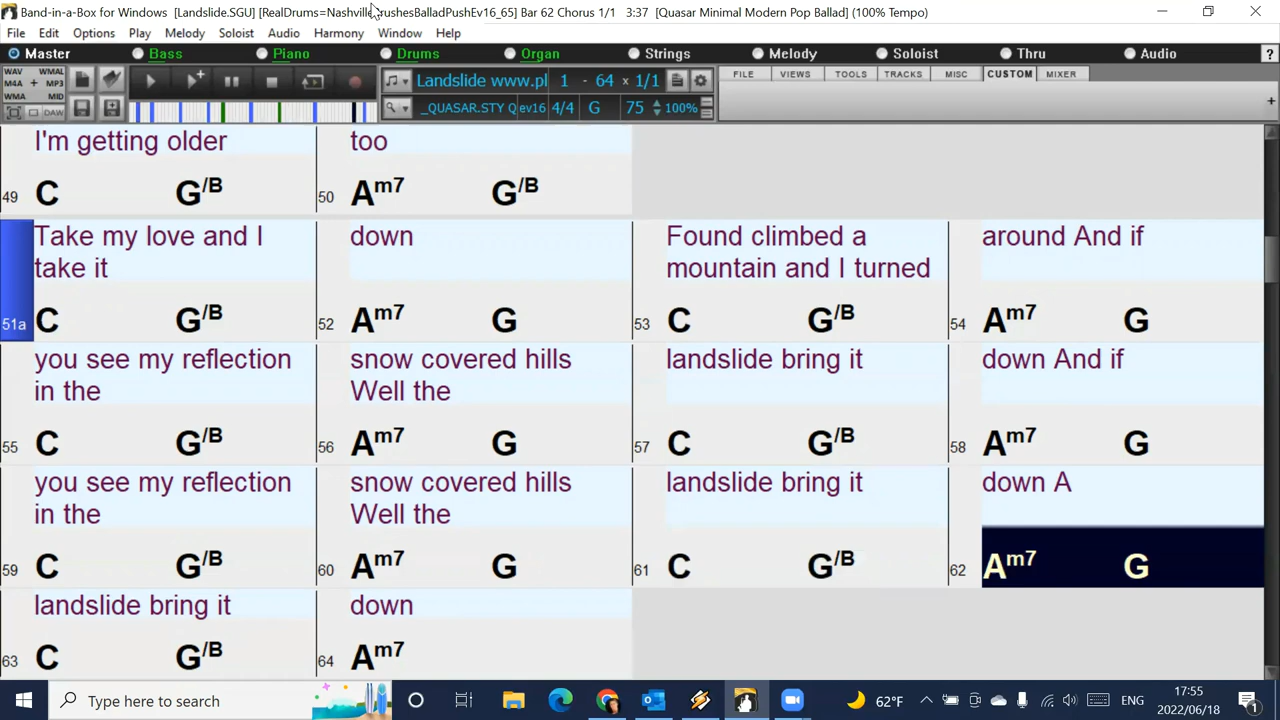 Band-in-a-Box for Windows [Landslide.SGU] [RealDrums=NashvilleBrushesBalladPushEv16_65] Bar 62 Chorus 1/1 3:37 [Quasar Minimal Modern Pop Ballad] (100% Tempo)
File Edit Options Play Melody Soloist Audio Harmony Window Help
Master Bass Piano Drums Organ Strings Melody Soloist Thru Audio ?
WAV WMAL
M4A + MP3
WMA MID
DAW
Landslide www.pl 1 - 64 x 1/1
_QUASAR.STY Q ev16 4/4 G 75 100%
FILE VIEWS TOOLS TRACKS MISC CUSTOM MIXER
+
I'm getting older too
49 C G/B 50 Am7 G/B
Take my love and I take it down Found climbed a mountain and I turned around And if
51a C G/B 52 Am7 G 53 C G/B 54 Am7 G
you see my reflection in the snow covered hills Well the landslide bring it down And if
55 C G/B 56 Am7 G 57 C G/B 58 Am7 G
you see my reflection in the snow covered hills Well the landslide bring it down A
59 C G/B 60 Am7 G 61 C G/B 62 Am7 G
landslide bring it down
63 C G/B 64 Am7
Type here to search 62°F ENG 17:55
2022/06/18 1